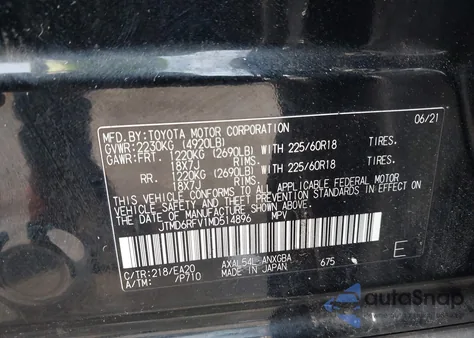 MFD.BY:TOYOTA MOTOR CORPORATION 06/21
GVWR:2230KG (4920LB)
GAWR:FRT. 1220KG (2690LB) WITH 225/60R18 TIRES.
18X7J RIMS.
RR. 1220KG (2690LB) WITH 225/60R18 TIRES.
18X7J RIMS.
THIS VEHICLE CONFORMS TO ALL APPLICABLE FEDERAL MOTOR
VEHICLE SAFETY AND THEFT PREVENTION STANDARDS IN EFFECT ON
THE DATE OF MANUFACTURE SHOWN ABOVE.
JTMD6RFV1MD514896 MPV
C/TR:218/EA20 AXAL54L-ANXGBA E
A/TM: /P710 MADE IN JAPAN 675
autoSnap